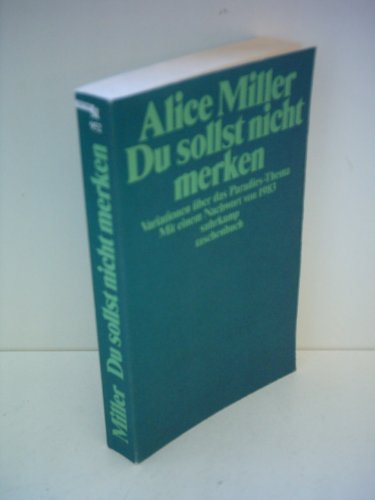 Alice Miller
Du sollst nicht
merken
Variationen über das Paradies-Thema
Mit einem Nachwort von 1983
suhrkamp
taschenbuch
Miller Du sollst nicht merken
952